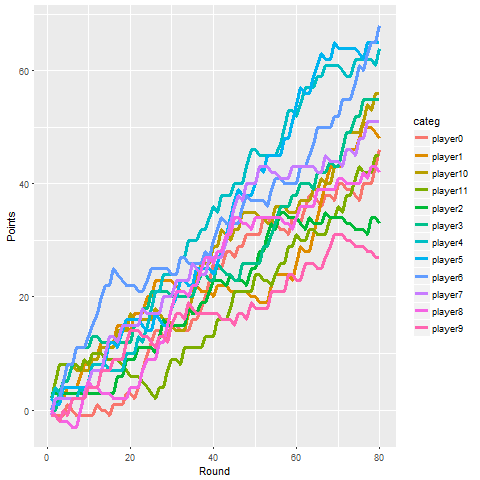 60
40
20
0
Points
0
20
40
60
80
Round
categ
player0
player1
player10
player11
player2
player3
player4
player5
player6
player7
player8
player9